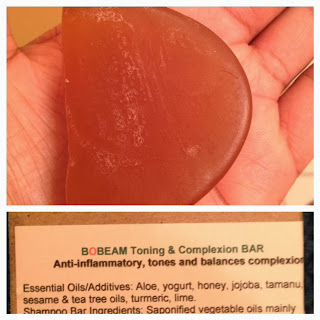 BOBEAM Toning & Complexion BAR
Anti-inflammatory, tones and balances complexion
Essential Oils/Additives: Aloe, yogurt, honey, jojoba, tamanu,
sesame & tea tree oils, turmeric, lime.
Shampoo Bar Ingredients: Saponified vegetable oils mainly